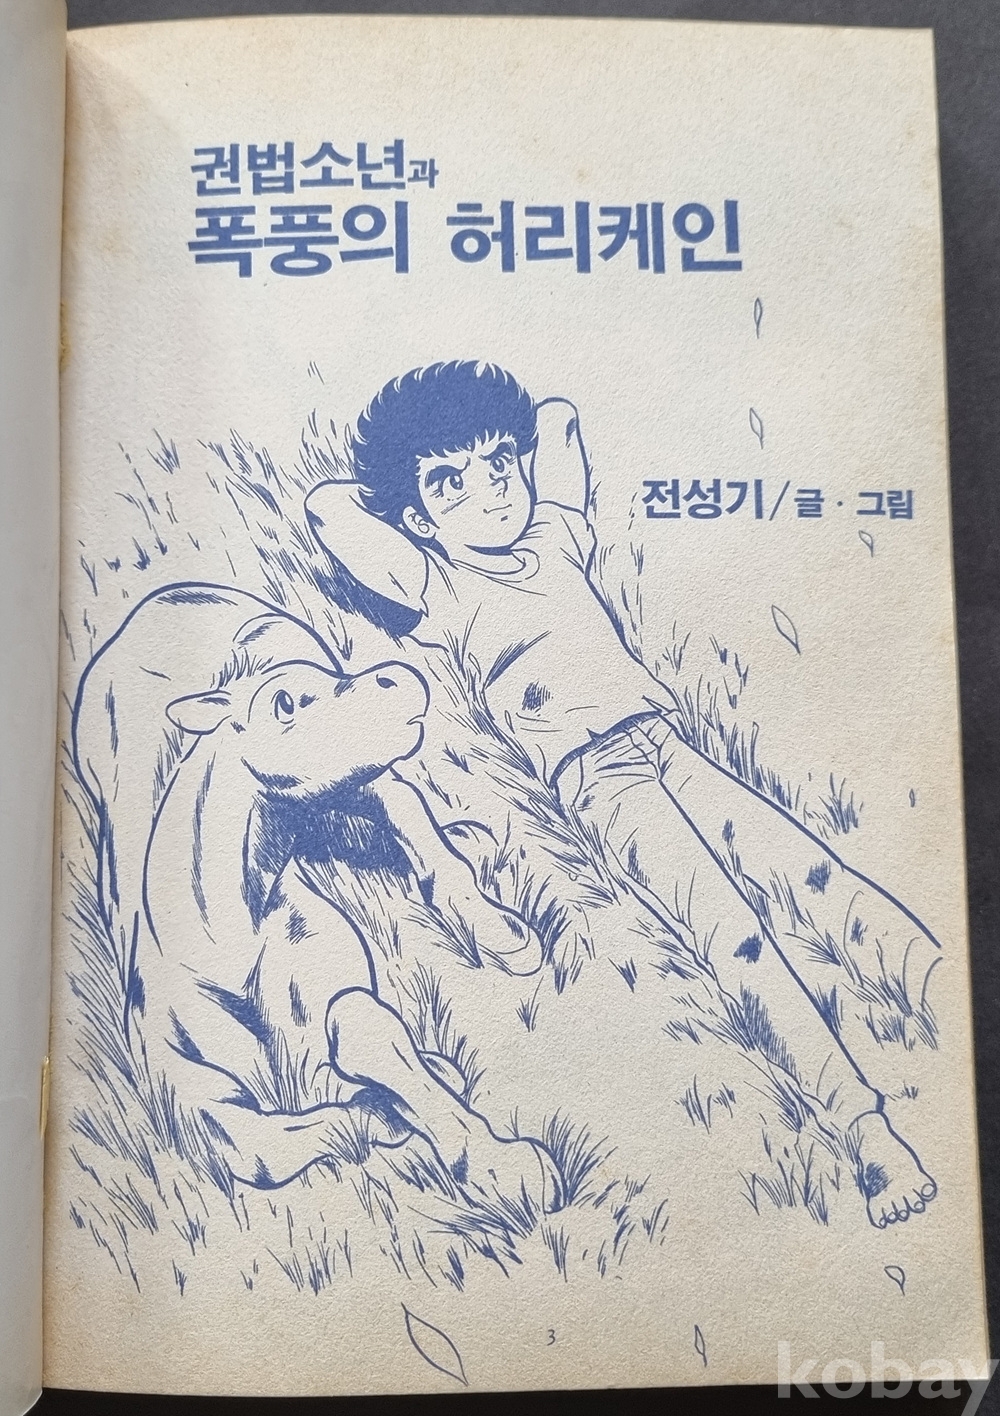 권법소년과
폭풍의 허리케인
전성기/글·그림
3
kobay